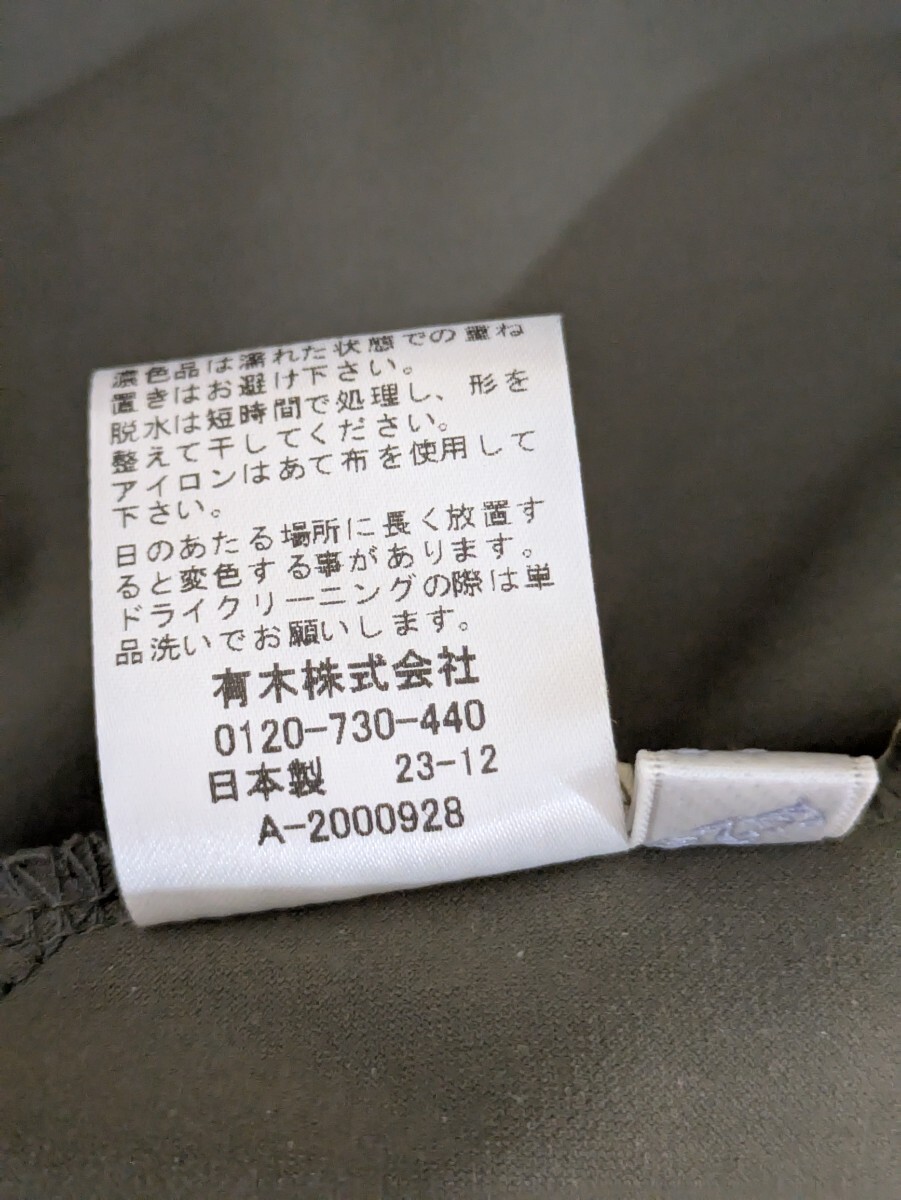 濃色品は濡れた状態での重ね
置きはお避け下さい。
脱水は短時間で処理し、形を
整えて干してください。
アイロンはあて布を使用して
下さい。
日のあたる場所に長く放置す
ると変色する事があります。
ドライクリーニングの際は単
品洗いでお願いします。
有木株式会社
0120-730-440
日本製 23-12
A-2000928